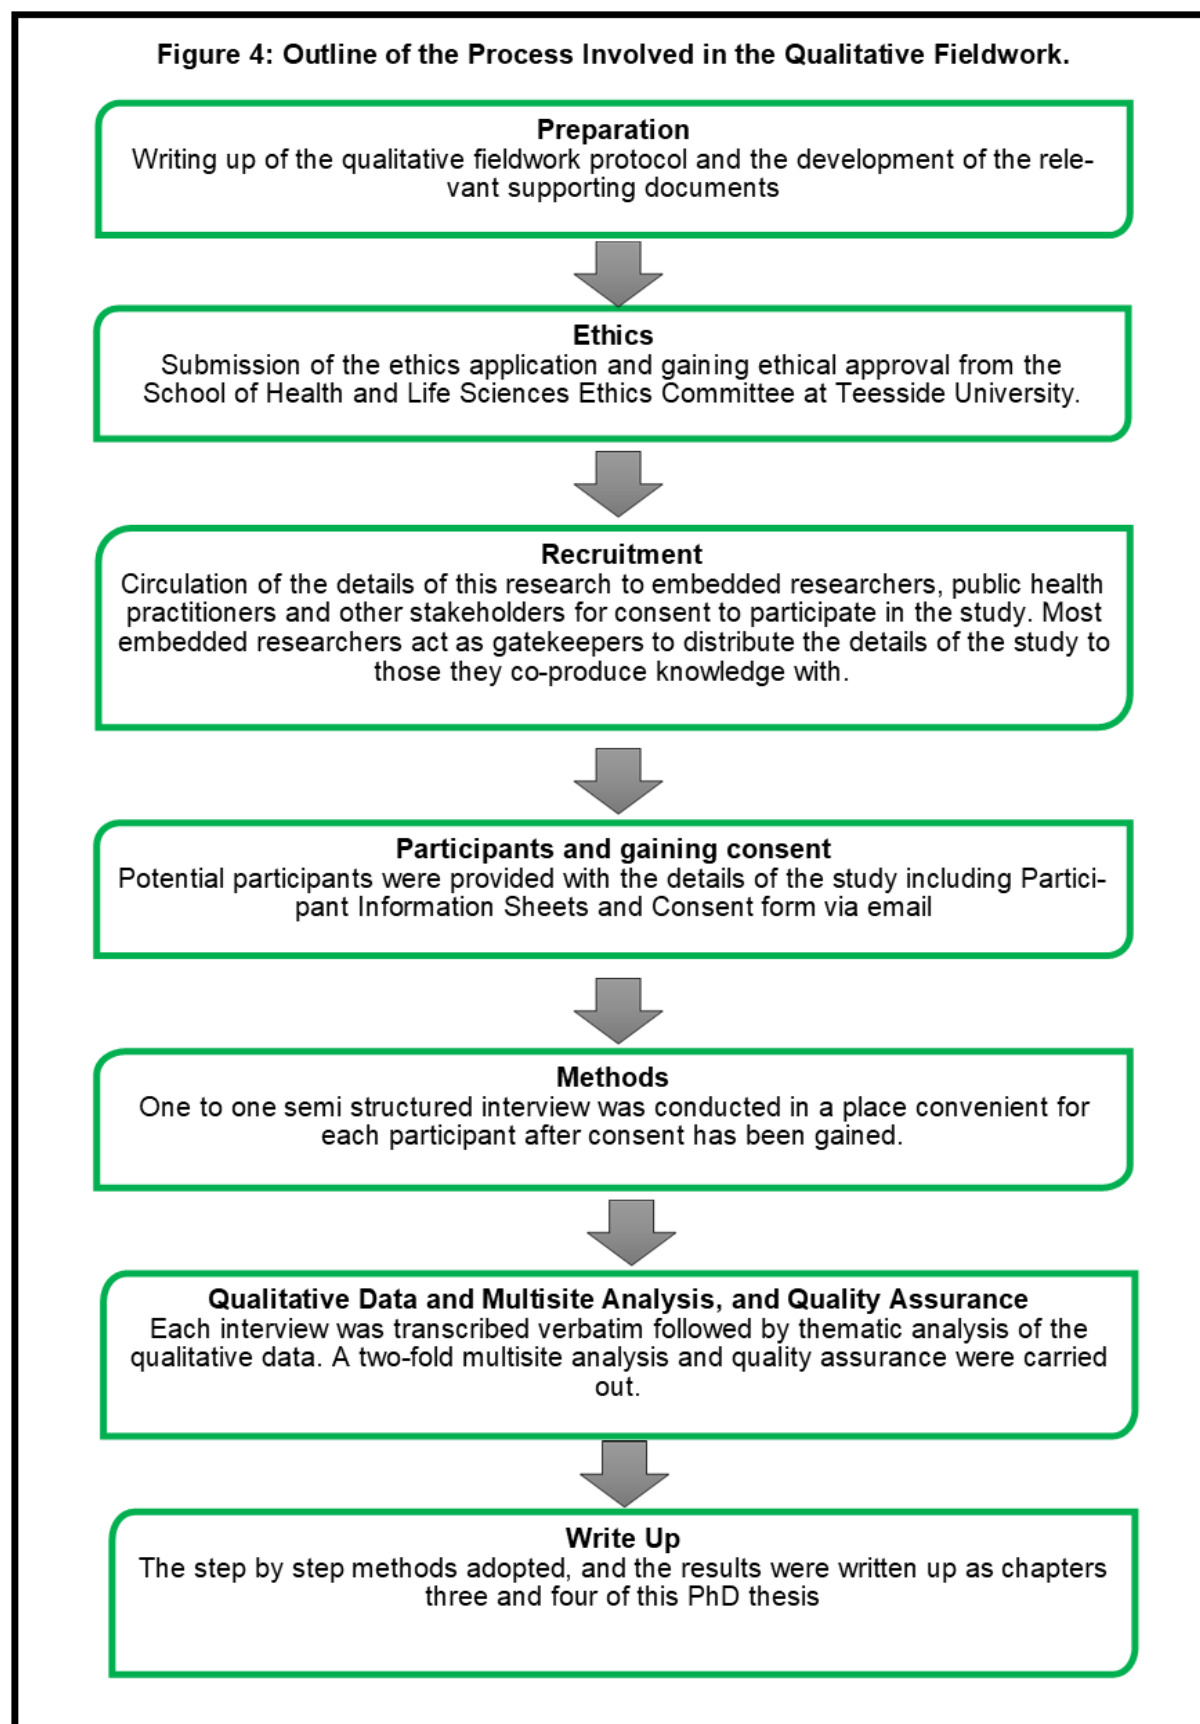 Figure 4: Outline of the Process Involved in the Qualitative Fieldwork.
Preparation
Writing up of the qualitative fieldwork protocol and the development of the rele-
vant supporting documents
Ethics
Submission of the ethics application and gaining ethical approval from the
School of Health and Life Sciences Ethics Committee at Teesside University.
Recruitment
Circulation of the details of this research to embedded researchers, public health
practitioners and other stakeholders for consent to participate in the study. Most
embedded researchers act as gatekeepers to distribute the details of the study to
those they co-produce knowledge with.
Participants and gaining consent
Potential participants were provided with the details of the study including Partici-
pant Information Sheets and Consent form via email
Methods
One to one semi structured interview was conducted in a place convenient for
each participant after consent has been gained.
Qualitative Data and Multisite Analysis, and Quality Assurance
Each interview was transcribed verbatim followed by thematic analysis of the
qualitative data. A two-fold multisite analysis and quality assurance were carried
out.
Write Up
The step by step methods adopted, and the results were written up as chapters
three and four of this PhD thesis